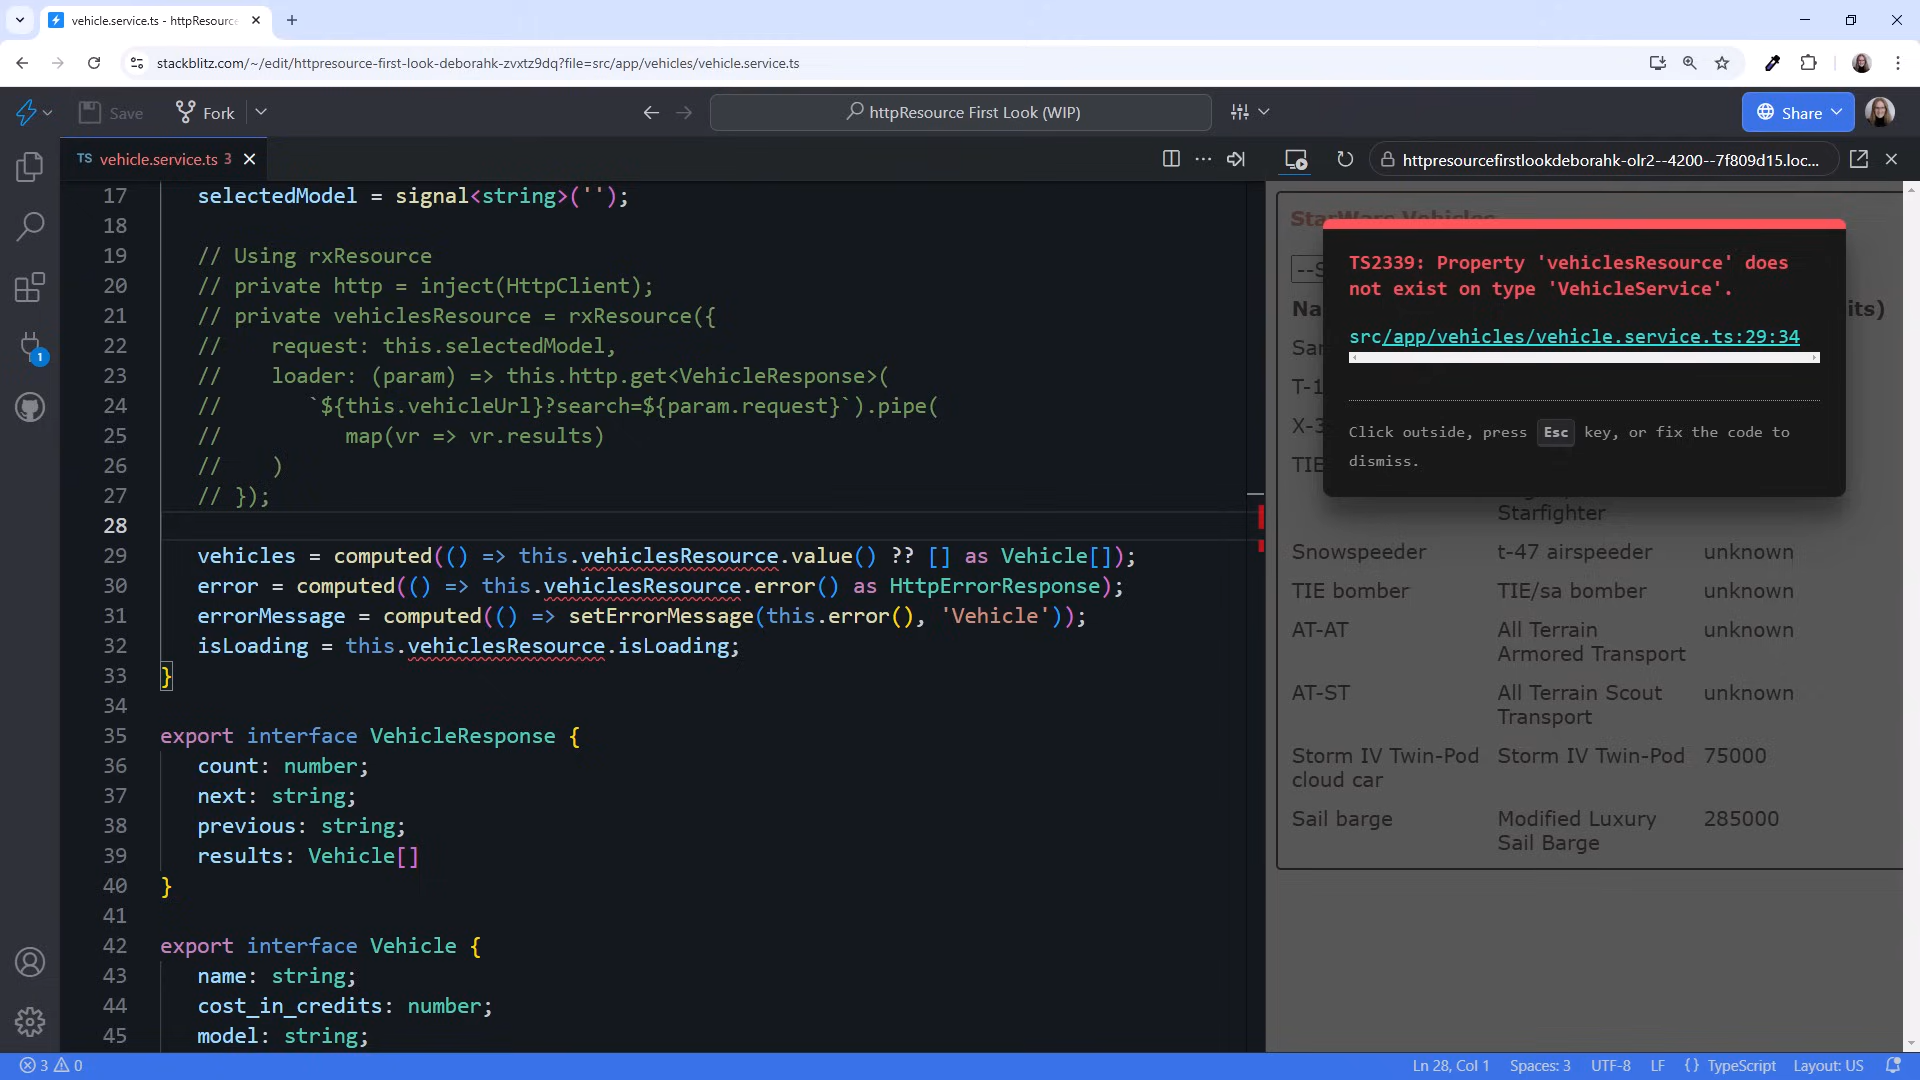 vehicle.service.ts - httpResource
stackblitz.com/~/edit/httpresource-first-look-deborahk-zvxtz9dq?file=src/app/vehicles/vehicle.service.ts
Save
Fork
httpResource First Look (WIP)
Share
TS vehicle.service.ts 3
httpresourcefirstlookdeborahk-olr2--4200--7f809d15.loc...
1
17 selectedModel = signal<string>('');
18
19 // Using rxResource
20 // private http = inject(HttpClient);
21 // private vehiclesResource = rxResource({
22 // request: this.selectedModel,
23 // loader: (param) => this.http.get<VehicleResponse>(
24 // `${this.vehicleUrl}?search=${param.request}`).pipe(
25 // map(vr => vr.results)
26 // )
27 // });
28
29 vehicles = computed(() => this.vehiclesResource.value() ?? [] as Vehicle[]);
30 error = computed(() => this.vehiclesResource.error() as HttpErrorResponse);
31 errorMessage = computed(() => setErrorMessage(this.error(), 'Vehicle'));
32 isLoading = this.vehiclesResource.isLoading;
33 }
34
35 export interface VehicleResponse {
36 count: number;
37 next: string;
38 previous: string;
39 results: Vehicle[]
40 }
41
42 export interface Vehicle {
43 name: string;
44 cost_in_credits: number;
45 model: string;
StarWars Vehicles
TS2339: Property 'vehiclesResource' does
not exist on type 'VehicleService'.
src/app/vehicles/vehicle.service.ts:29:34
Click outside, press Esc key, or fix the code to
dismiss.
its)
TIE
Starfighter
Snowspeeder t-47 airspeeder unknown
TIE bomber TIE/sa bomber unknown
AT-AT All Terrain unknown
Armored Transport
AT-ST All Terrain Scout unknown
Transport
Storm IV Twin-Pod Storm IV Twin-Pod 75000
cloud car
Sail barge Modified Luxury 285000
Sail Barge
3 0
Ln 28, Col 1 Spaces: 3 UTF-8 LF {} TypeScript Layout: US